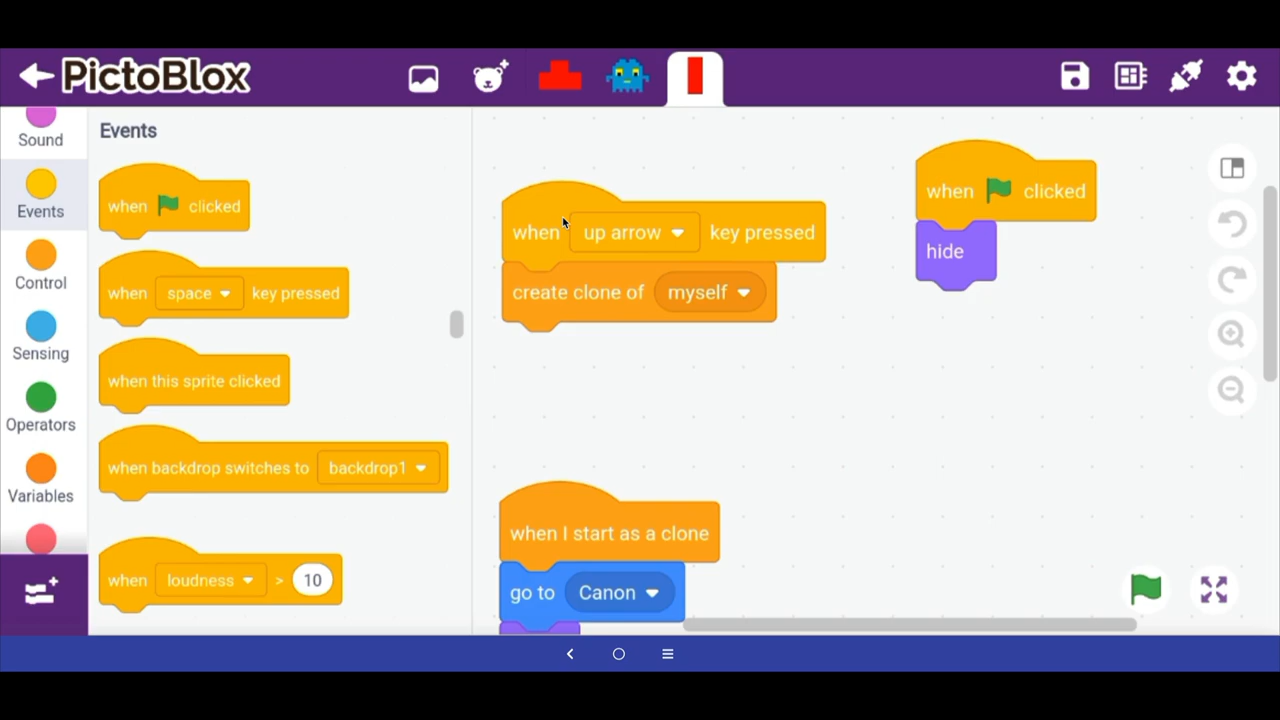 PictoBlox
Sound
Events
Control
Sensing
Operators
Variables
Events
when clicked
when space key pressed
when this sprite clicked
when backdrop switches to backdrop1
when loudness > 10
when up arrow key pressed
create clone of myself
when clicked
hide
when I start as a clone
go to Canon